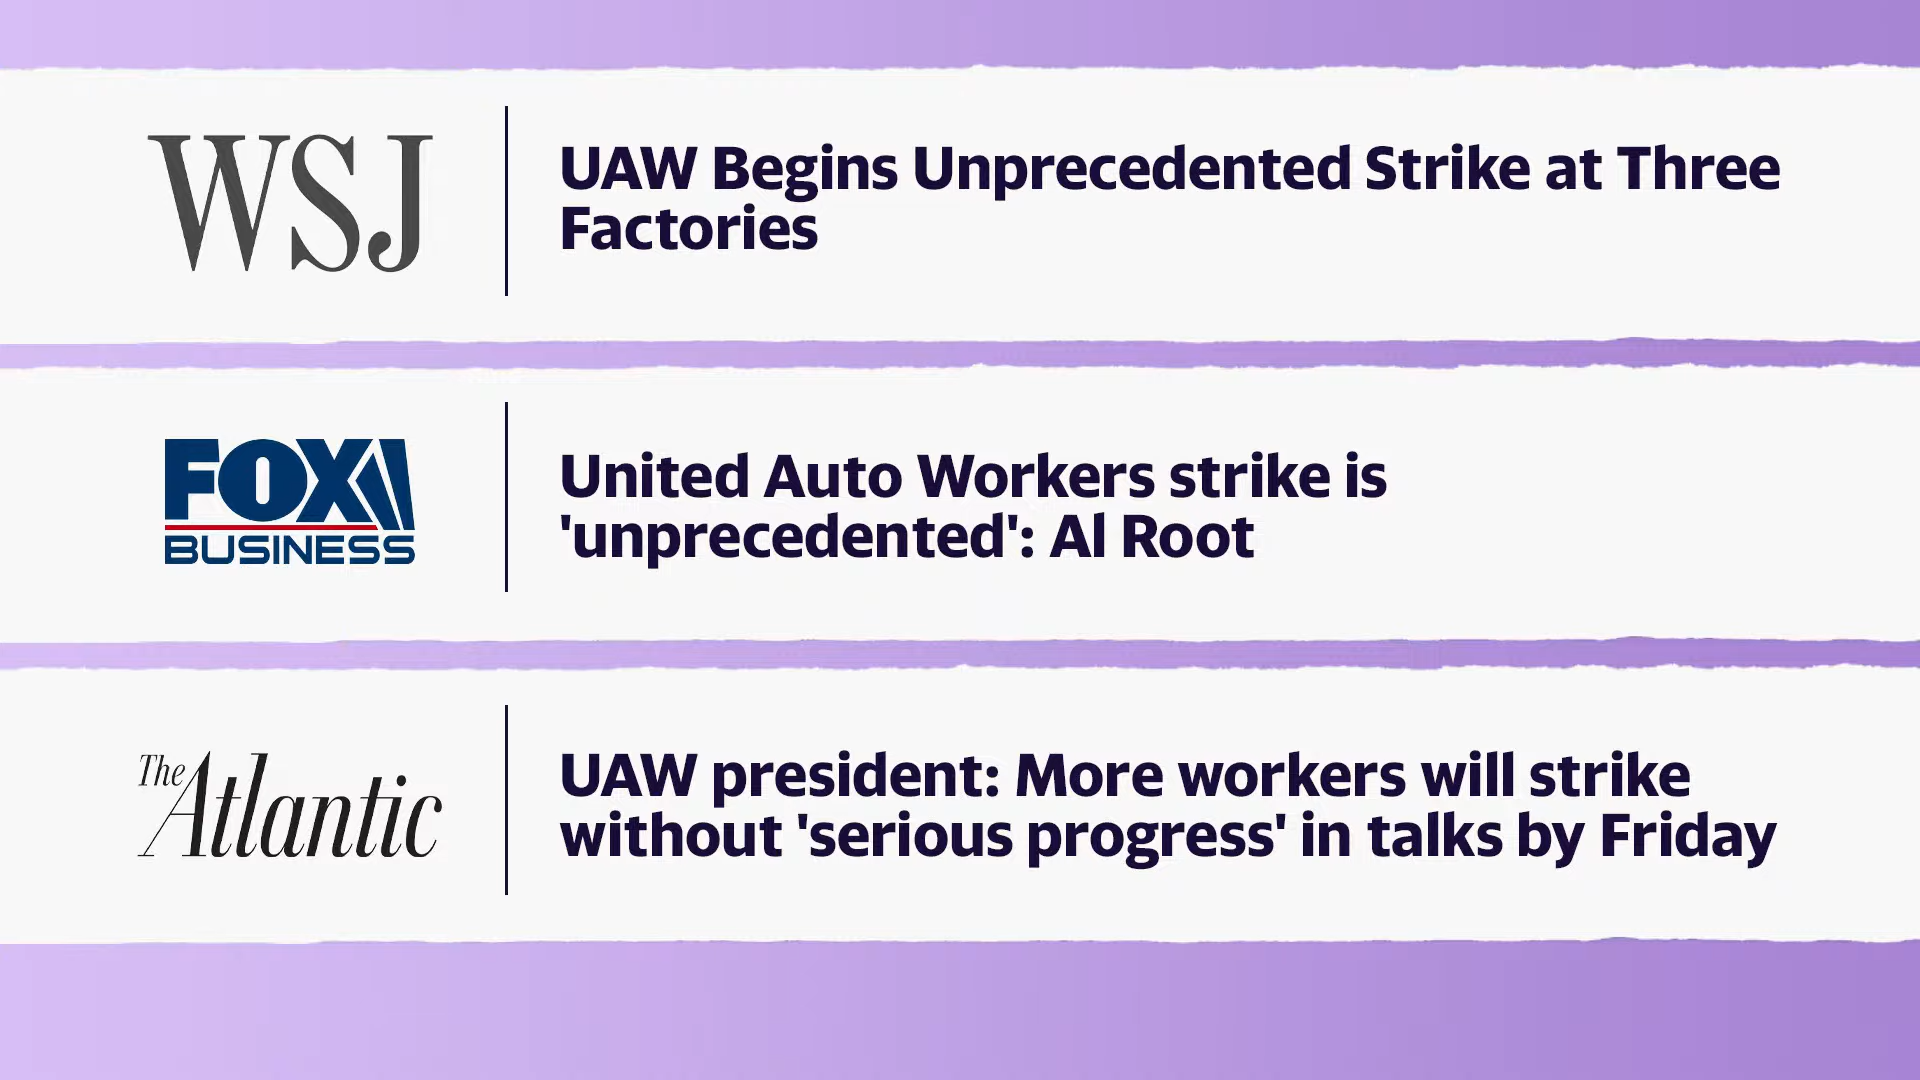 WSJ
UAW Begins Unprecedented Strike at Three
Factories
FOX
BUSINESS
United Auto Workers strike is
'unprecedented': Al Root
The Atlantic
UAW president: More workers will strike
without 'serious progress' in talks by Friday